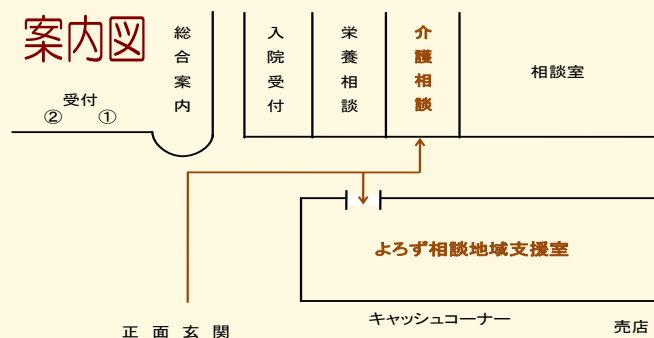 案内図
総合案内
入院受付
栄養相談
介護相談
相談室
受付
② ①
よろず相談地域支援室
キャッシュコーナー
売店
正面玄関